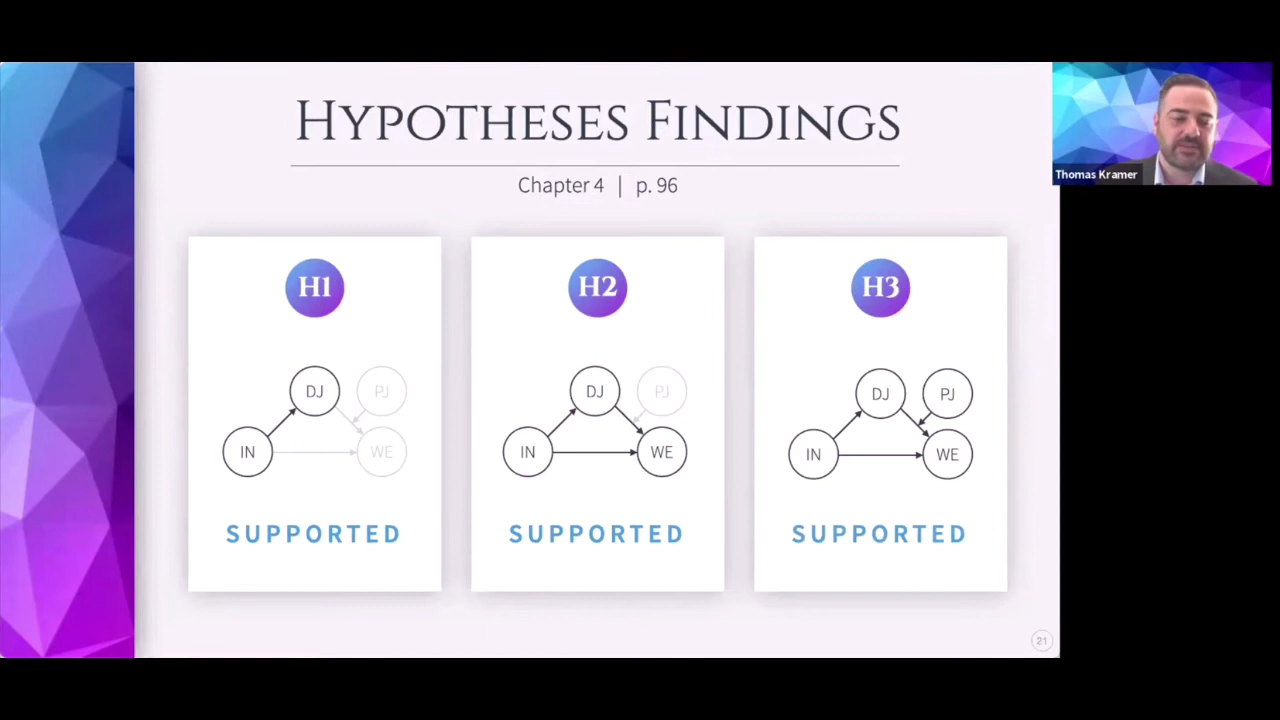 HYPOTHESES FINDINGS
Chapter 4 | p. 96
Thomas Kramer
H1
DJ
PJ
IN
WE
SUPPORTED
H2
DJ
PJ
IN
WE
SUPPORTED
H3
DJ
PJ
IN
WE
SUPPORTED
21